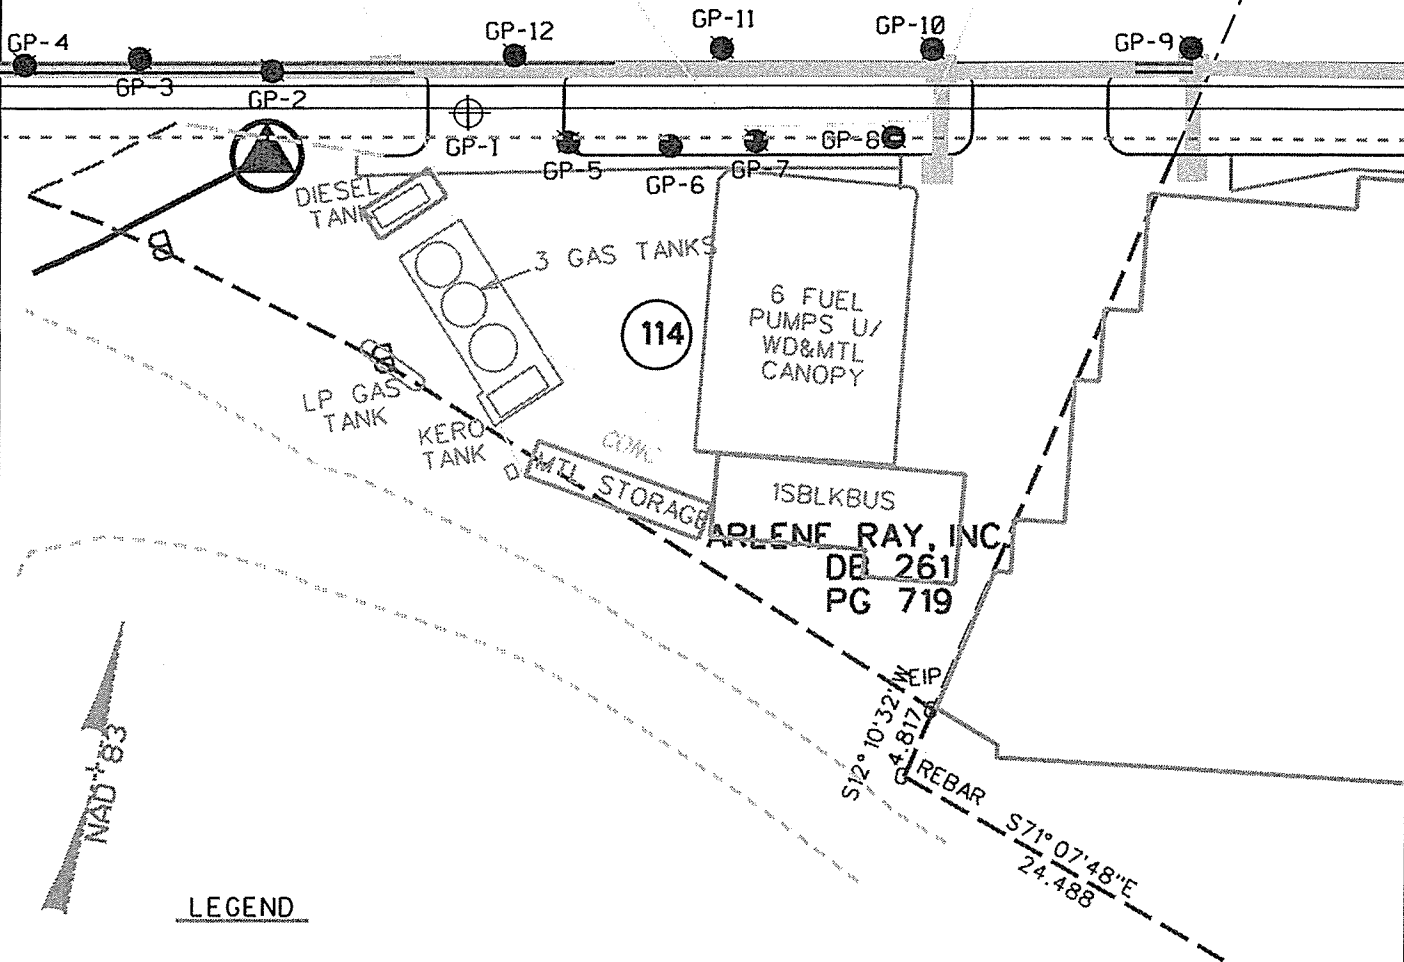 GP-4
GP-3
GP-2
GP-12
GP-11
GP-10
GP-9
GP-1
GP-5
GP-6
GP-7
GP-8
DIESEL
TANK
3 GAS TANKS
114
6 FUEL
PUMPS U/
WD&MTL
CANOPY
LP GAS
TANK
KERO
TANK
CONC
MTL STORAGE
1SBLKBUS
ARLENE RAY, INC.
DB 261
PG 719
EIP
S12°10'32"W
4.817
REBAR
S71°07'48"E
24.488
NAD '83
LEGEND